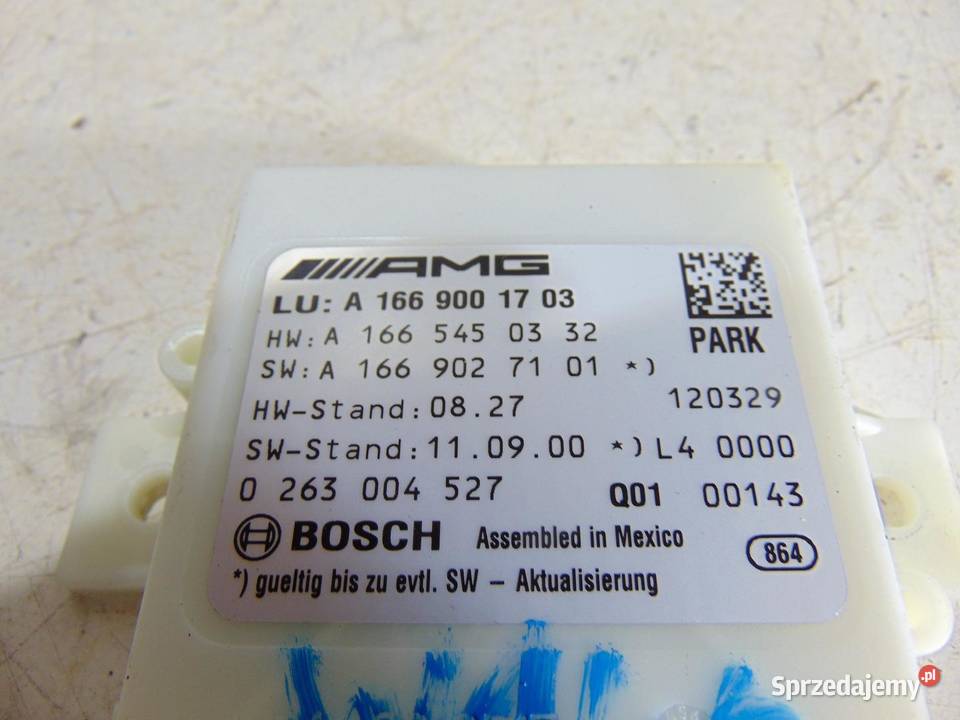 AMG
LU: A 166 900 17 03
HW: A 166 545 03 32
PARK
SW: A 166 902 71 01 *)
HW-Stand: 08.27
120329
SW-Stand: 11.09.00 *) L4 0000
0 263 004 527
Q01 00143
BOSCH Assembled in Mexico
864
*) gueltig bis zu evtl. SW - Aktualisierung
Sprzedajemy.pl